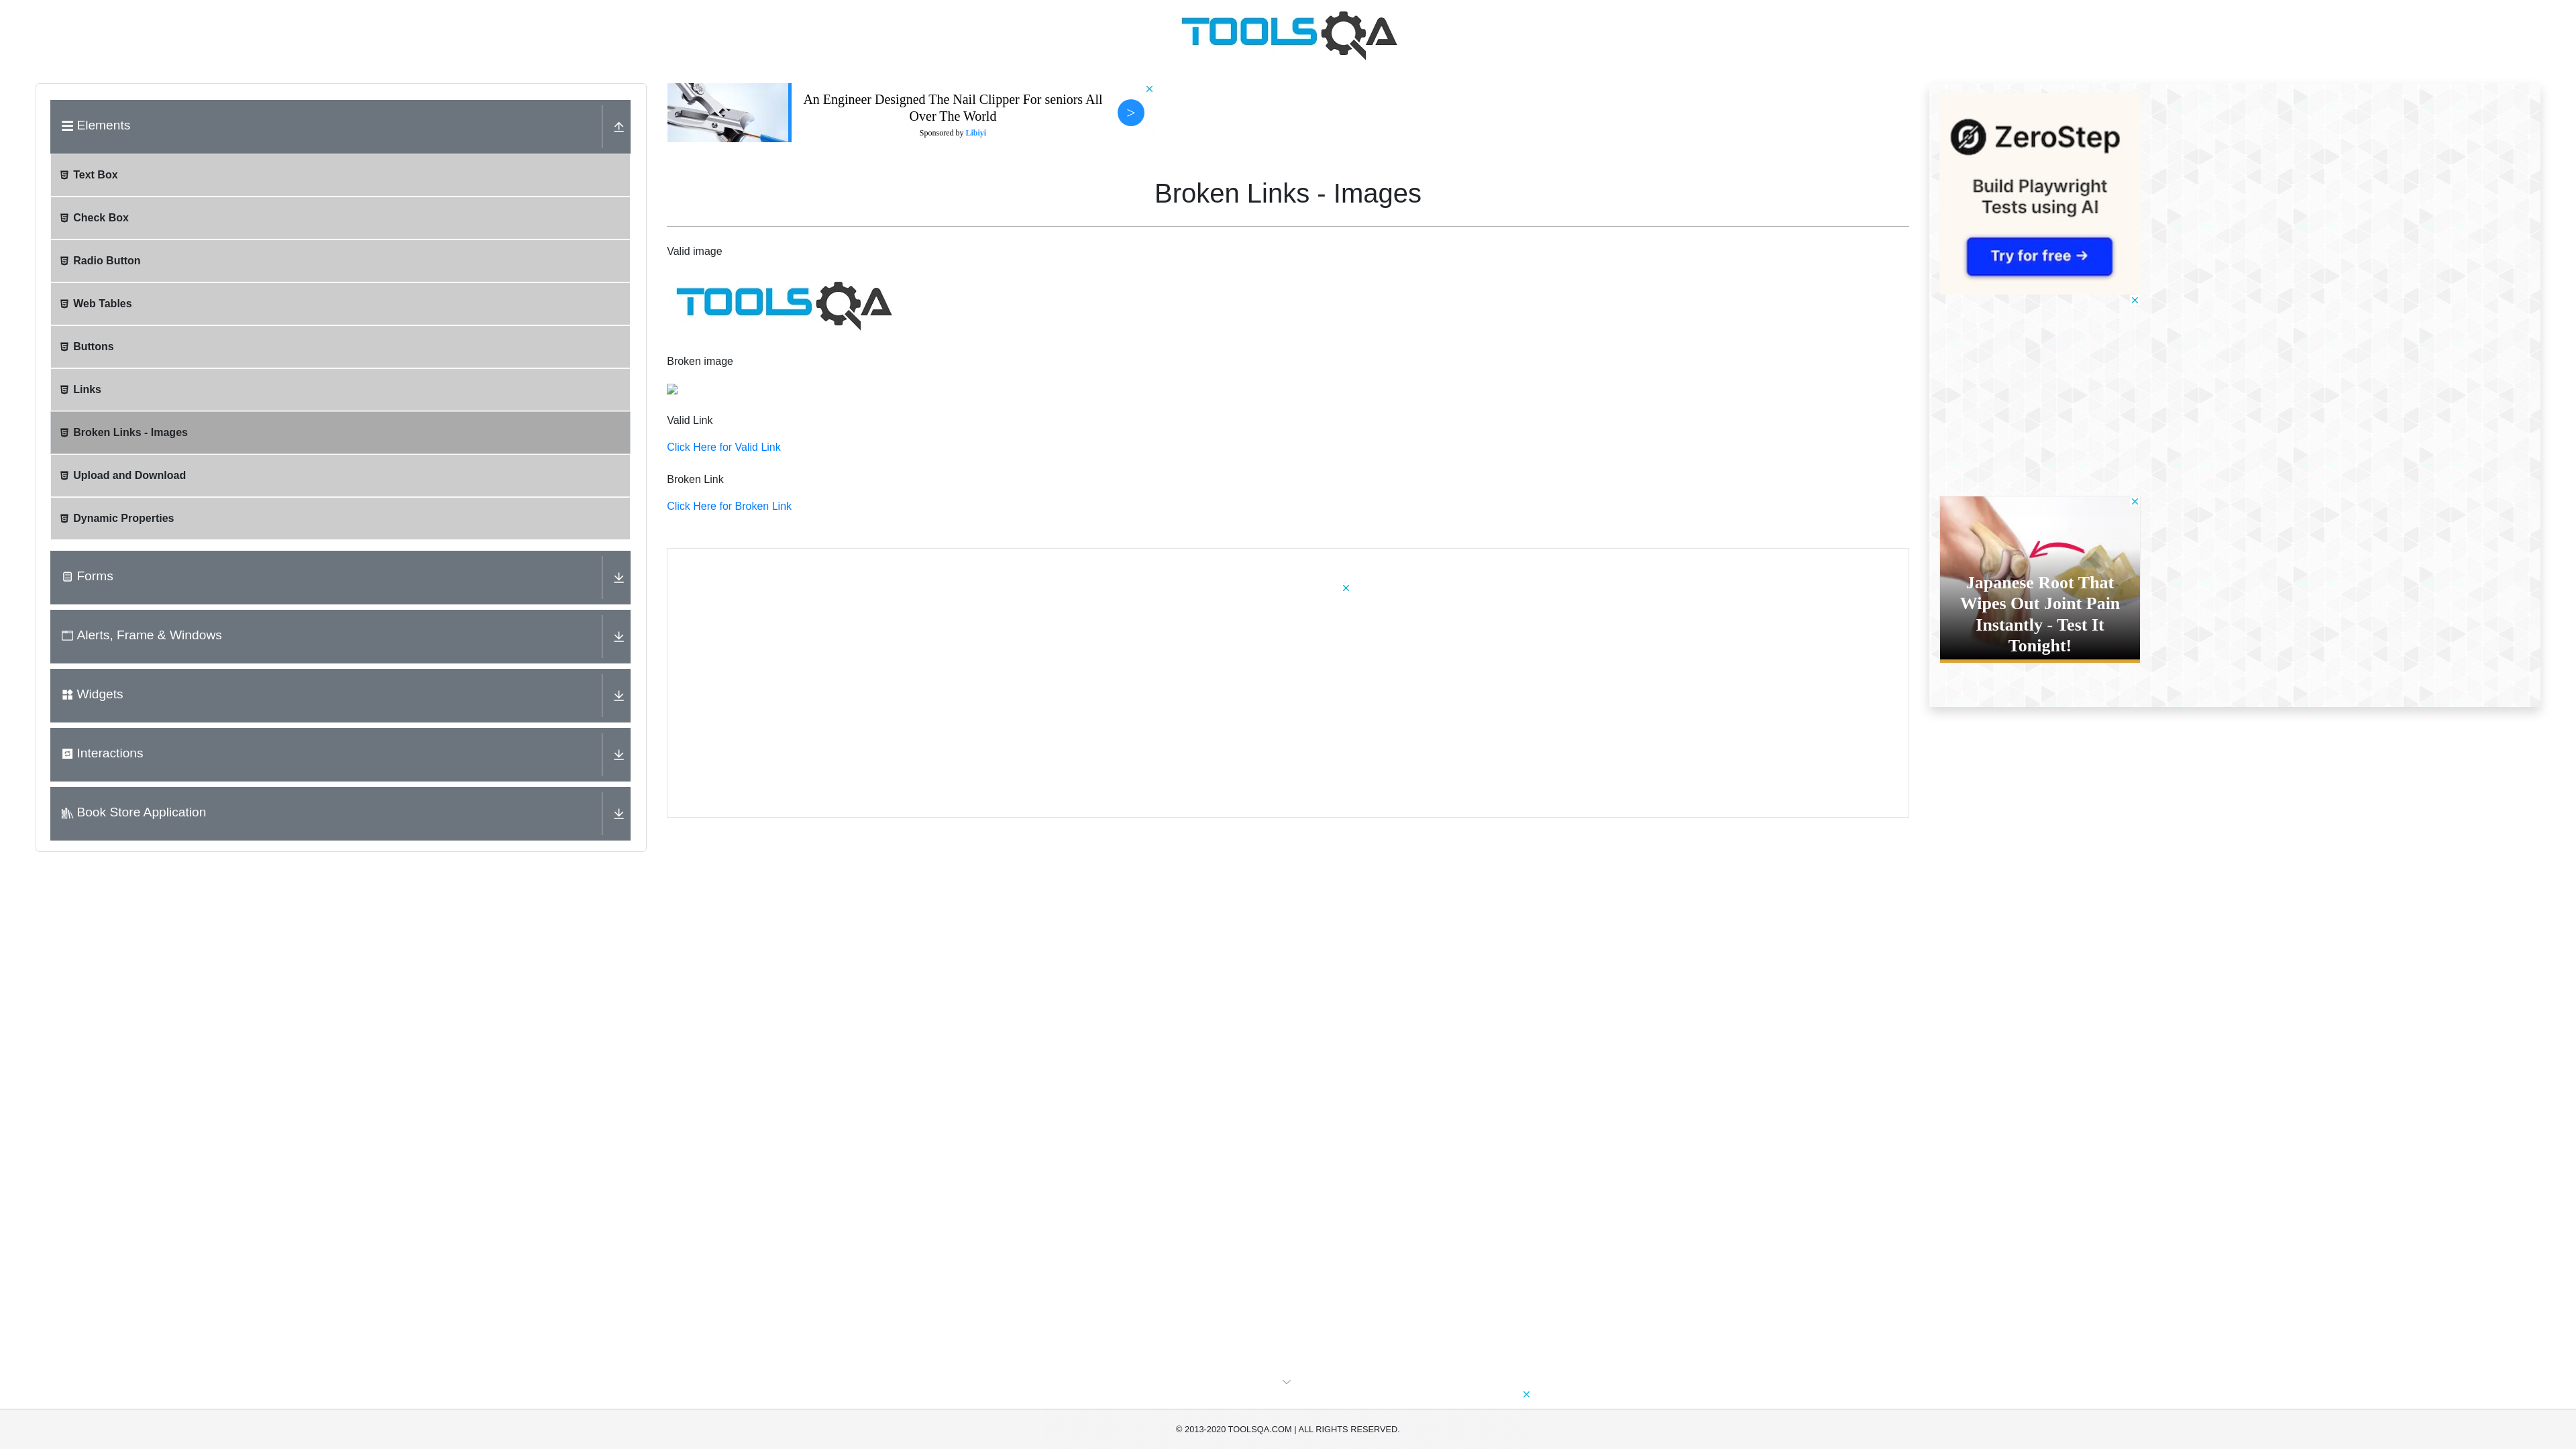 TOOLSQA
Elements
Text Box
Check Box
Radio Button
Web Tables
Buttons
Links
Broken Links - Images
Upload and Download
Dynamic Properties
Forms
Alerts, Frame & Windows
Widgets
Interactions
Book Store Application
An Engineer Designed The Nail Clipper For seniors All
Over The World
Sponsored by Libiyi
>
Broken Links - Images
Valid image
TOOLSQA
Broken image
Valid Link
Click Here for Valid Link
Broken Link
Click Here for Broken Link
ZeroStep
Build Playwright
Tests using AI
Try for free →
Japanese Root That
Wipes Out Joint Pain
Instantly - Test It
Tonight!
© 2013-2020 TOOLSQA.COM | ALL RIGHTS RESERVED.